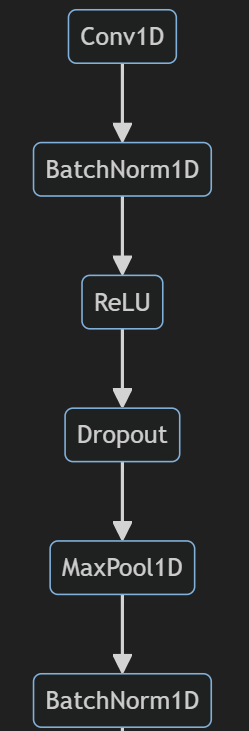 Conv1D
BatchNorm1D
ReLU
Dropout
MaxPool1D
BatchNorm1D